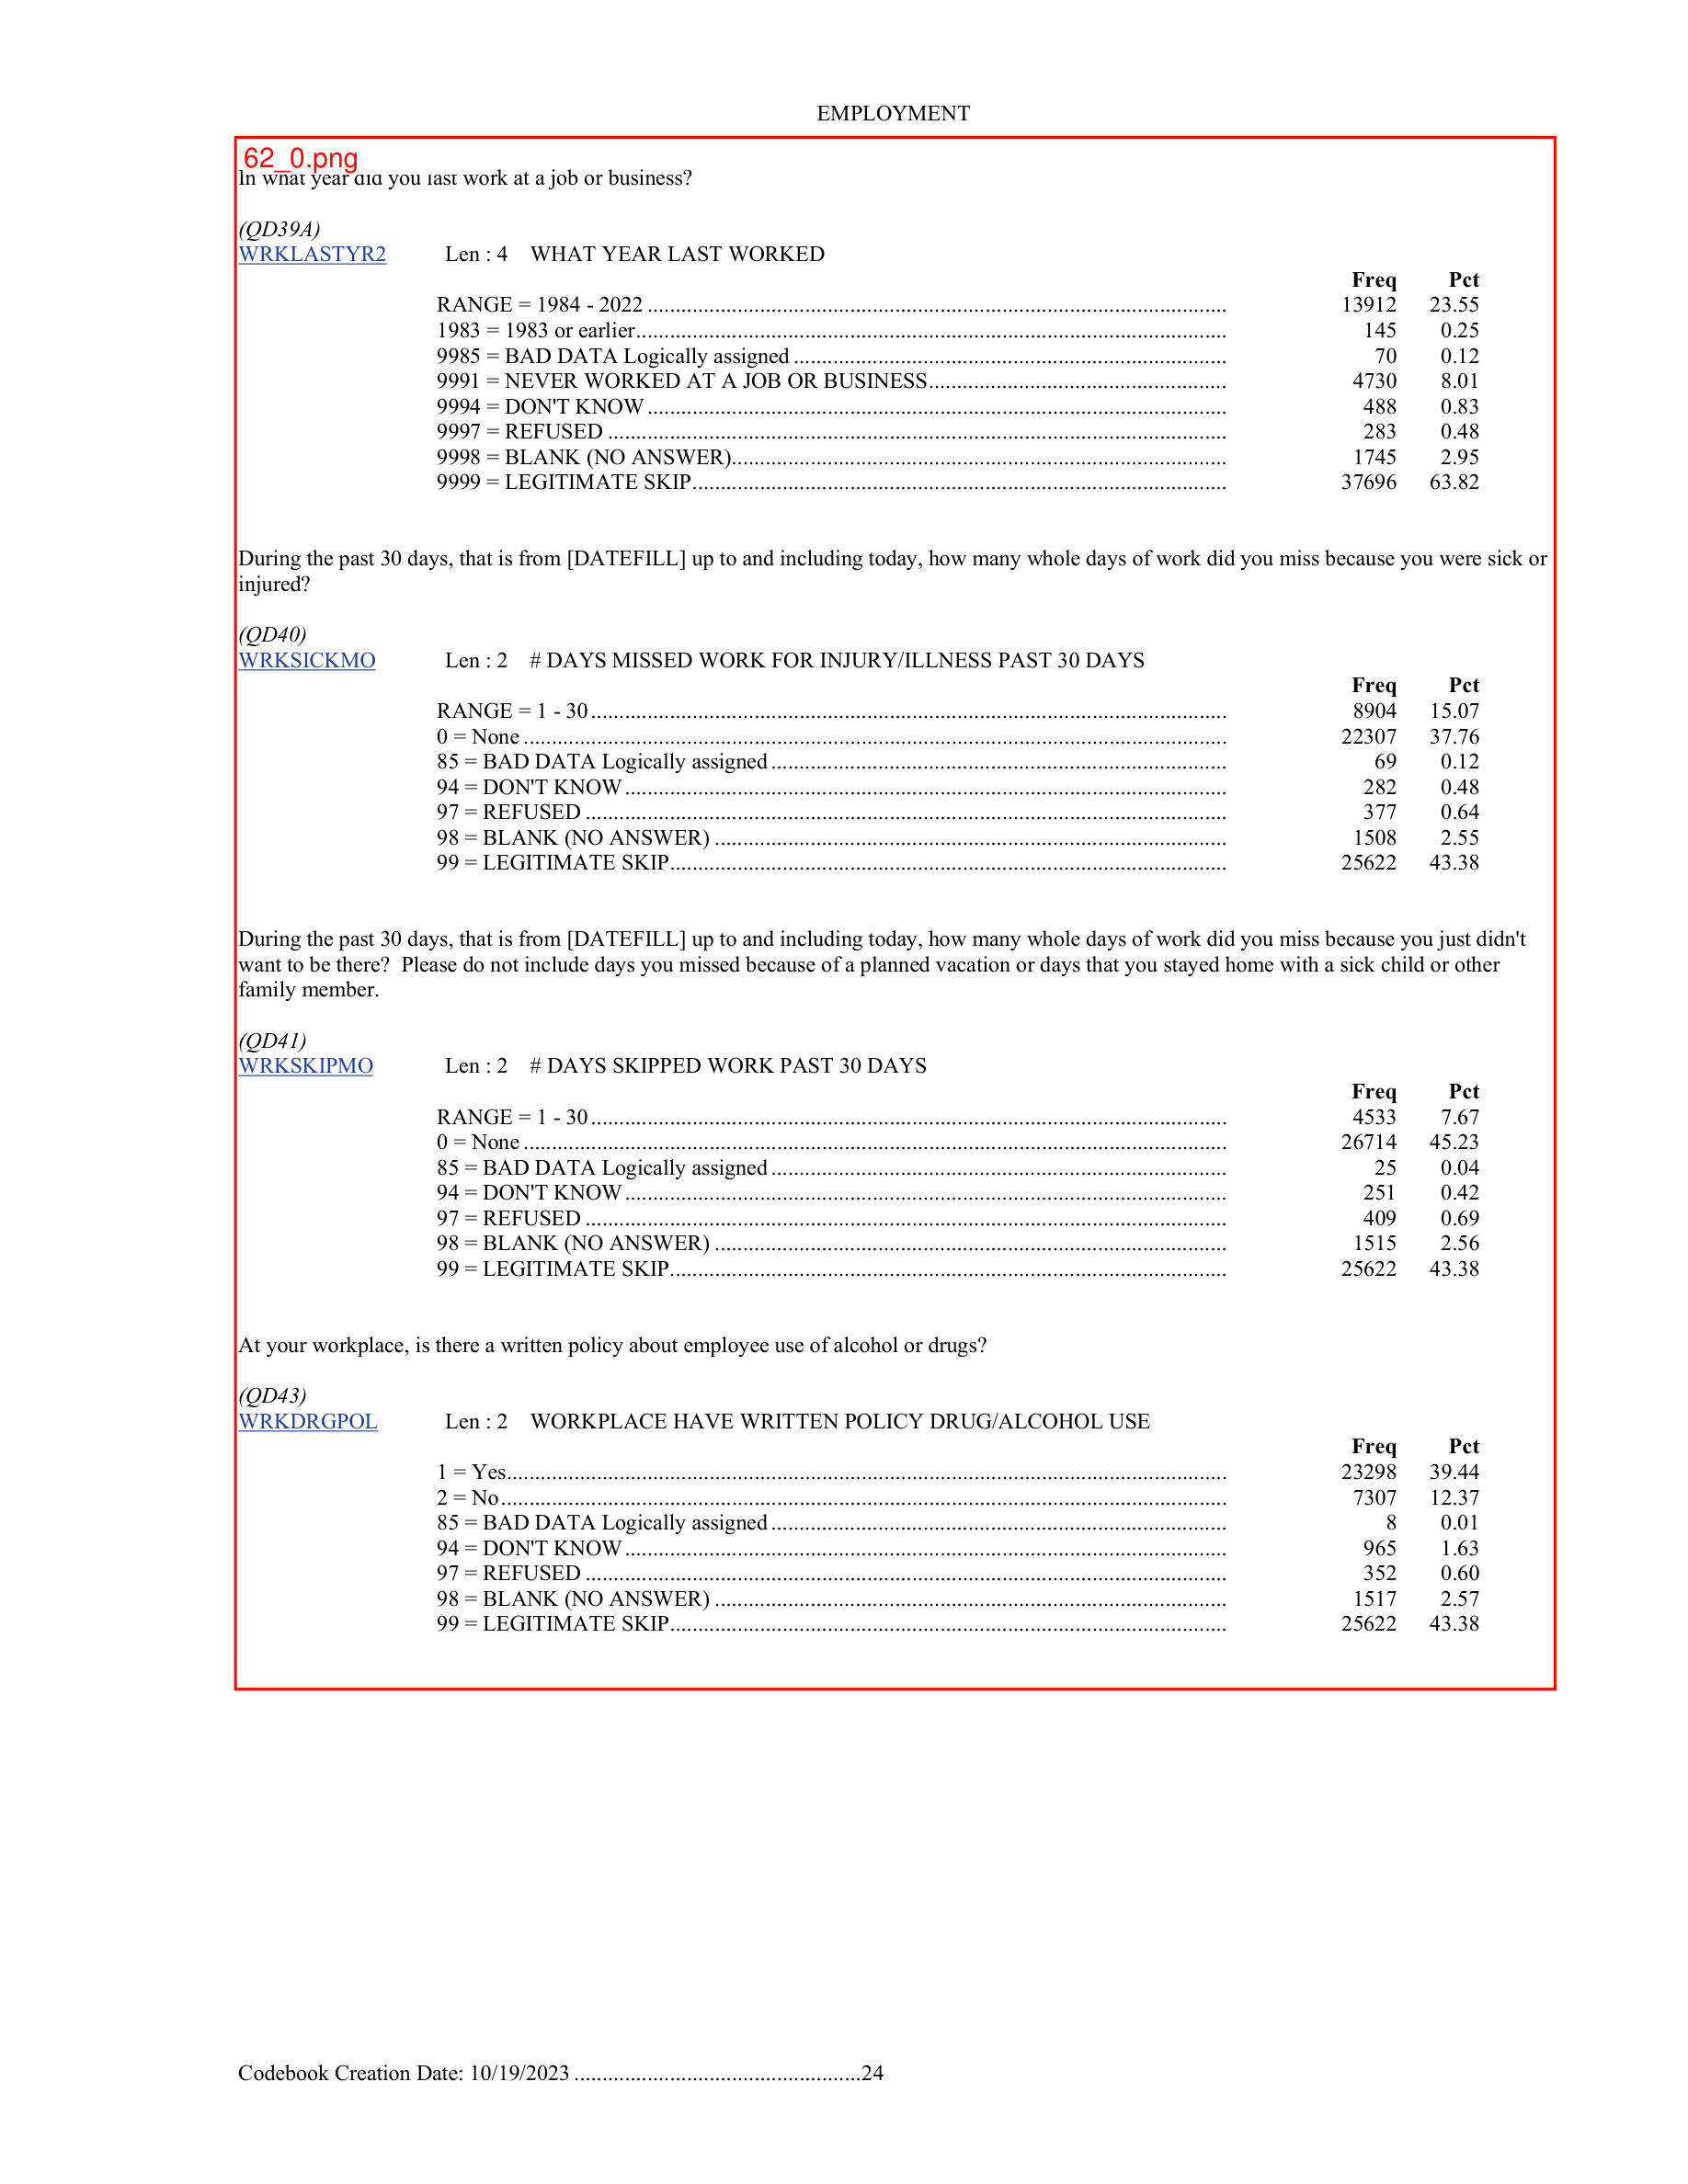 EMPLOYMENT
62_0.png
In what year did you last work at a job or business?
(QD39A)
WRKLASTYR2 Len : 4 WHAT YEAR LAST WORKED
Freq Pct
RANGE = 1984 - 2022 ........................ 13912 23.55
1983 = 1983 or earlier........................ 145 0.25
9985 = BAD DATA Logically assigned ........................ 70 0.12
9991 = NEVER WORKED AT A JOB OR BUSINESS........................ 4730 8.01
9994 = DON'T KNOW ........................ 488 0.83
9997 = REFUSED ........................ 283 0.48
9998 = BLANK (NO ANSWER)........................ 1745 2.95
9999 = LEGITIMATE SKIP........................ 37696 63.82
During the past 30 days, that is from [DATEFILL] up to and including today, how many whole days of work did you miss because you were sick or
injured?
(QD40)
WRKSICKMO Len : 2 # DAYS MISSED WORK FOR INJURY/ILLNESS PAST 30 DAYS
Freq Pct
RANGE = 1 - 30 ........................ 8904 15.07
0 = None ........................ 22307 37.76
85 = BAD DATA Logically assigned ........................ 69 0.12
94 = DON'T KNOW ........................ 282 0.48
97 = REFUSED ........................ 377 0.64
98 = BLANK (NO ANSWER) ........................ 1508 2.55
99 = LEGITIMATE SKIP........................ 25622 43.38
During the past 30 days, that is from [DATEFILL] up to and including today, how many whole days of work did you miss because you just didn't
want to be there? Please do not include days you missed because of a planned vacation or days that you stayed home with a sick child or other
family member.
(QD41)
WRKSKIPMO Len : 2 # DAYS SKIPPED WORK PAST 30 DAYS
Freq Pct
RANGE = 1 - 30 ........................ 4533 7.67
0 = None ........................ 26714 45.23
85 = BAD DATA Logically assigned ........................ 25 0.04
94 = DON'T KNOW ........................ 251 0.42
97 = REFUSED ........................ 409 0.69
98 = BLANK (NO ANSWER) ........................ 1515 2.56
99 = LEGITIMATE SKIP........................ 25622 43.38
At your workplace, is there a written policy about employee use of alcohol or drugs?
(QD43)
WRKDRGPOL Len : 2 WORKPLACE HAVE WRITTEN POLICY DRUG/ALCOHOL USE
Freq Pct
1 = Yes........................ 23298 39.44
2 = No........................ 7307 12.37
85 = BAD DATA Logically assigned ........................ 8 0.01
94 = DON'T KNOW ........................ 965 1.63
97 = REFUSED ........................ 352 0.60
98 = BLANK (NO ANSWER) ........................ 1517 2.57
99 = LEGITIMATE SKIP........................ 25622 43.38
Codebook Creation Date: 10/19/2023 ........................24